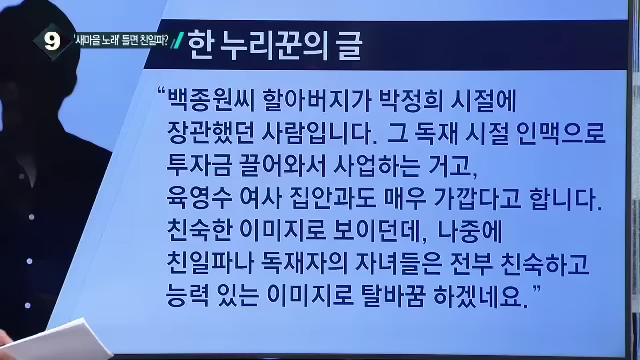 9 '새마을 노래' 들면 친일파?
한 누리꾼의 글
“백종원씨 할아버지가 박정희 시절에
장관했던 사람입니다. 그 독재 시절 인맥으로
투자금 끌어와서 사업하는 거고,
육영수 여사 집안과도 매우 가깝다고 합니다.
친숙한 이미지로 보이던데, 나중에
친일파나 독재자의 자녀들은 전부 친숙하고
능력 있는 이미지로 탈바꿈 하겠네요.”